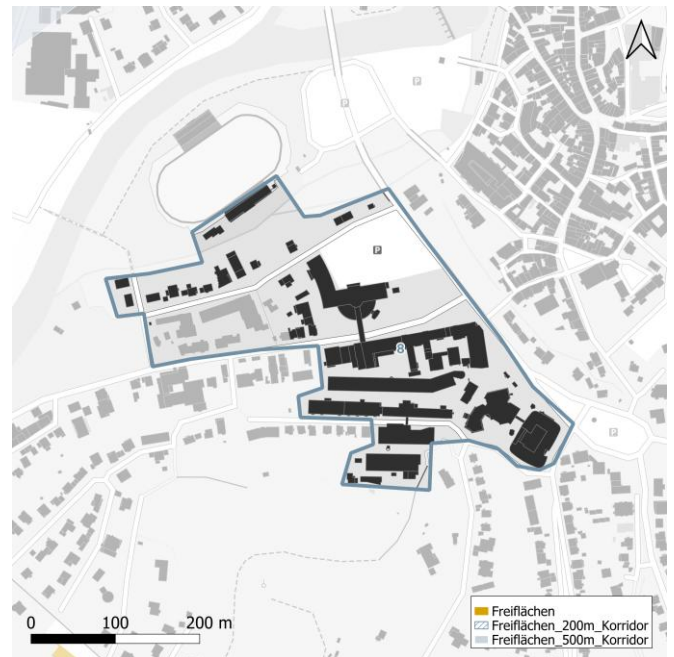 P
P
P
8
P
0 100 200 m
Freiflächen
Freiflächen_200m_Korridor
Freiflächen_500m_Korridor